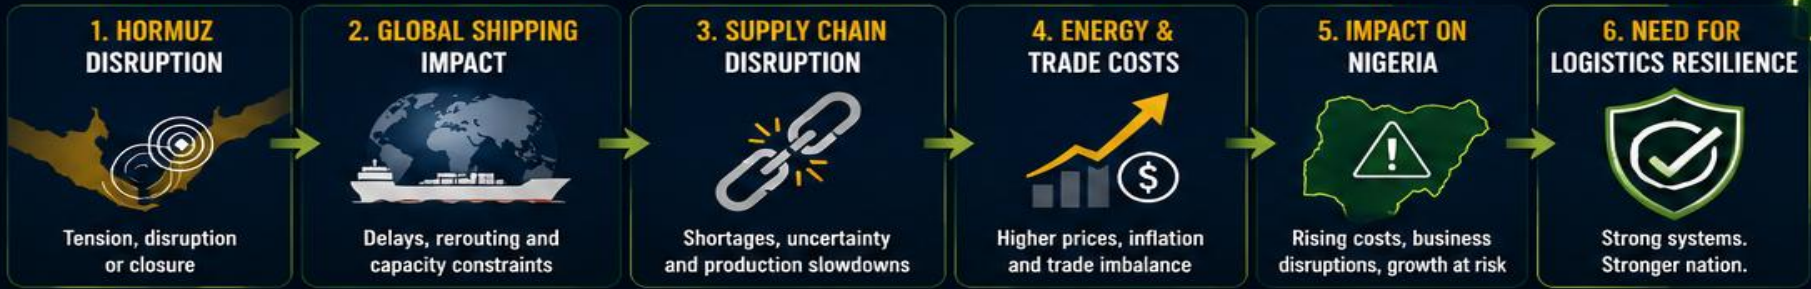 1. HORMUZ
DISRUPTION
Tension, disruption
or closure
2. GLOBAL SHIPPING
IMPACT
Delays, rerouting and
capacity constraints
3. SUPPLY CHAIN
DISRUPTION
Shortages, uncertainty
and production slowdowns
4. ENERGY &
TRADE COSTS
$
Higher prices, inflation
and trade imbalance
5. IMPACT ON
NIGERIA
!
Rising costs, business
disruptions, growth at risk
6. NEED FOR
LOGISTICS RESILIENCE
Strong systems.
Stronger nation.